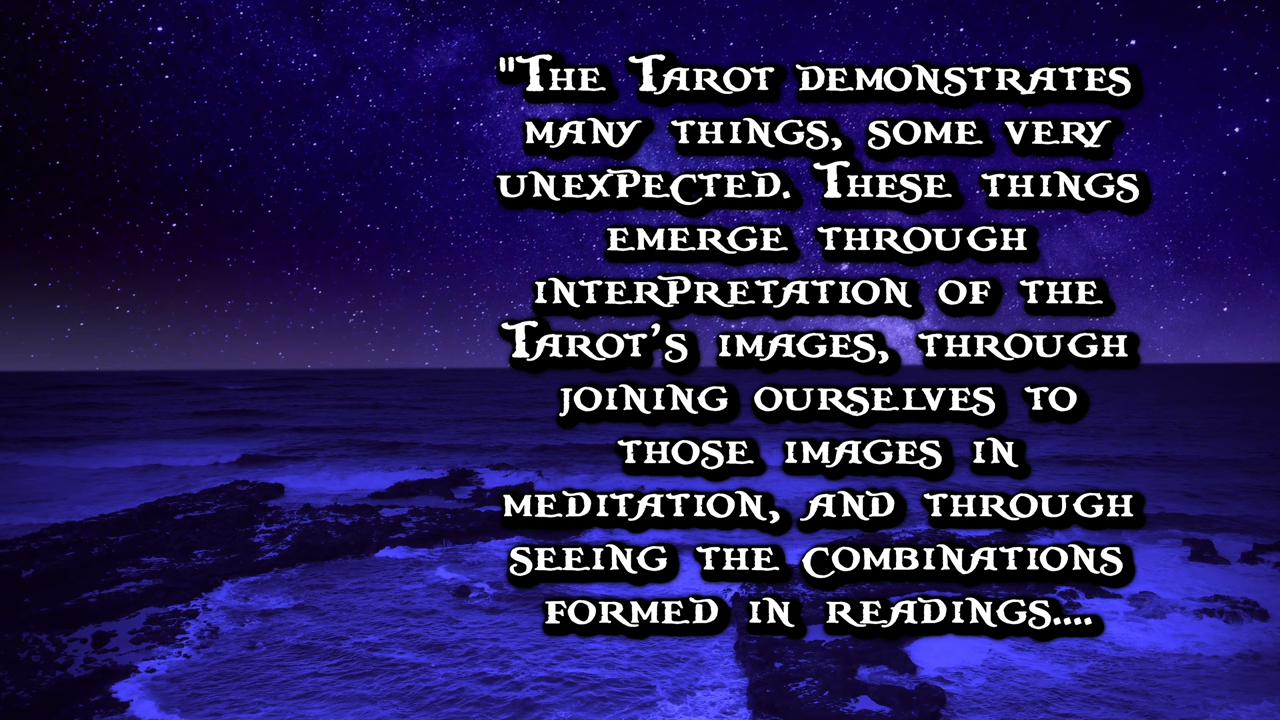 "The Tarot demonstrates
many things, some very
unexpected. These things
emerge through
interpretation of the
Tarot's images, through
joining ourselves to
those images in
meditation, and through
seeing the combinations
formed in readings....